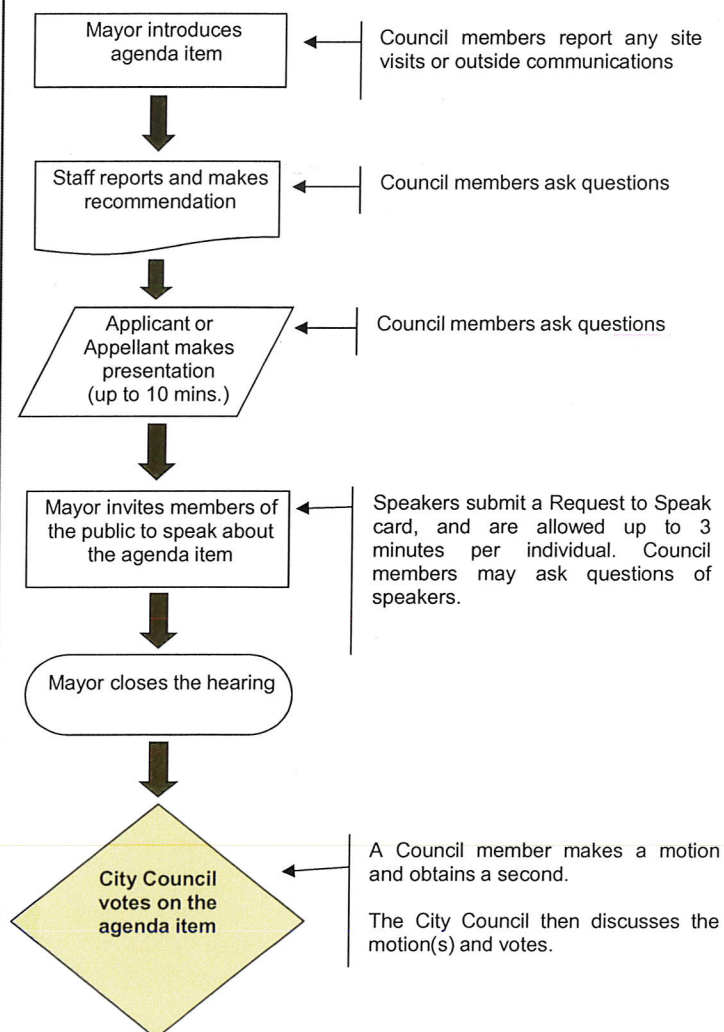 Mayor introduces
agenda item
Council members report any site
visits or outside communications
Staff reports and makes
recommendation
Council members ask questions
Applicant or
Appellant makes
presentation
(up to 10 mins.)
Council members ask questions
Mayor invites members of
the public to speak about
the agenda item
Speakers submit a Request to Speak
card, and are allowed up to 3
minutes per individual. Council
members may ask questions of
speakers.
Mayor closes the hearing
City Council
votes on the
agenda item
A Council member makes a motion
and obtains a second.
The City Council then discusses the
motion(s) and votes.